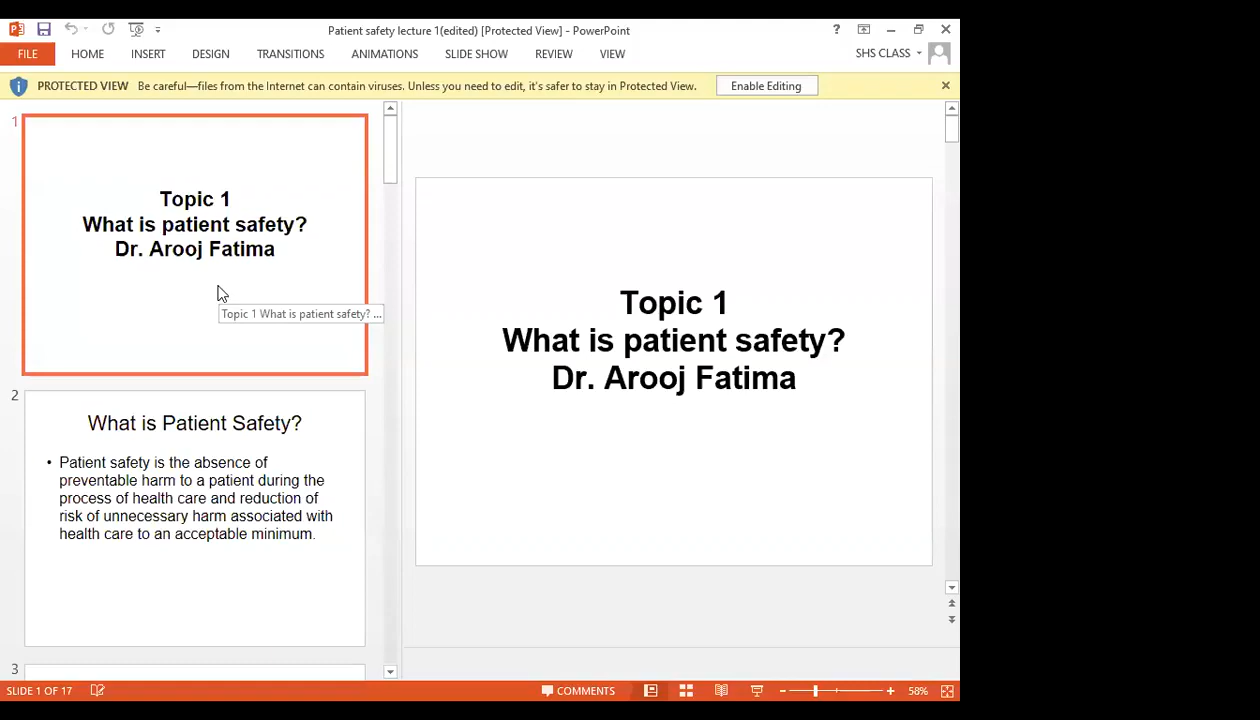 Patient safety lecture 1(edited) [Protected View] - PowerPoint
?
FILE HOME INSERT DESIGN TRANSITIONS ANIMATIONS SLIDE SHOW REVIEW VIEW SHS CLASS
PROTECTED VIEW Be careful—files from the Internet can contain viruses. Unless you need to edit, it's safer to stay in Protected View. Enable Editing
1
Topic 1
What is patient safety?
Dr. Arooj Fatima
Topic 1 What is patient safety? ...
2
What is Patient Safety?
• Patient safety is the absence of
preventable harm to a patient during the
process of health care and reduction of
risk of unnecessary harm associated with
health care to an acceptable minimum.
3
Topic 1
What is patient safety?
Dr. Arooj Fatima
SLIDE 1 OF 17 COMMENTS 58%